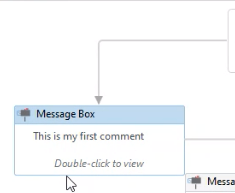 Message Box
This is my first comment
Double-click to view
Messa